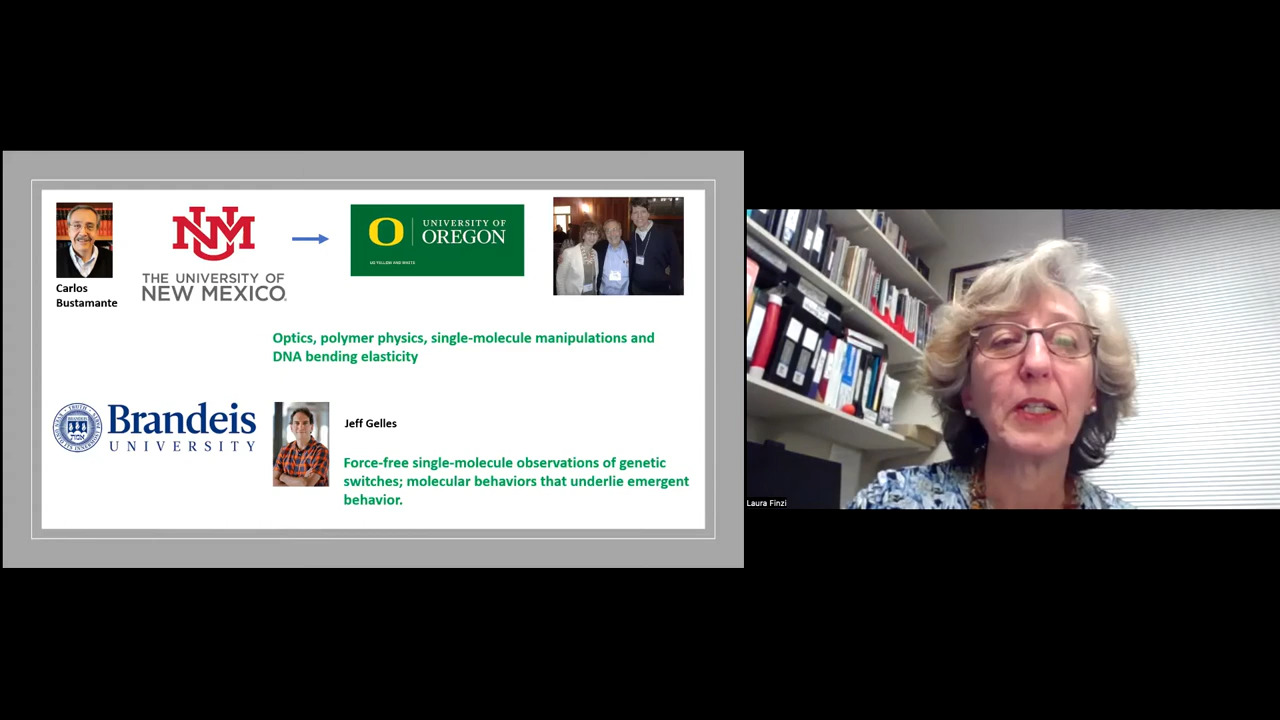 UNM
THE UNIVERSITY OF
NEW MEXICO.
O
UNIVERSITY OF
OREGON
Carlos
Bustamante
Optics, polymer physics, single-molecule manipulations and
DNA bending elasticity
Brandeis
UNIVERSITY
Jeff Gelles
Force-free single-molecule observations of genetic
switches; molecular behaviors that underlie emergent
behavior.
Laura Finzi